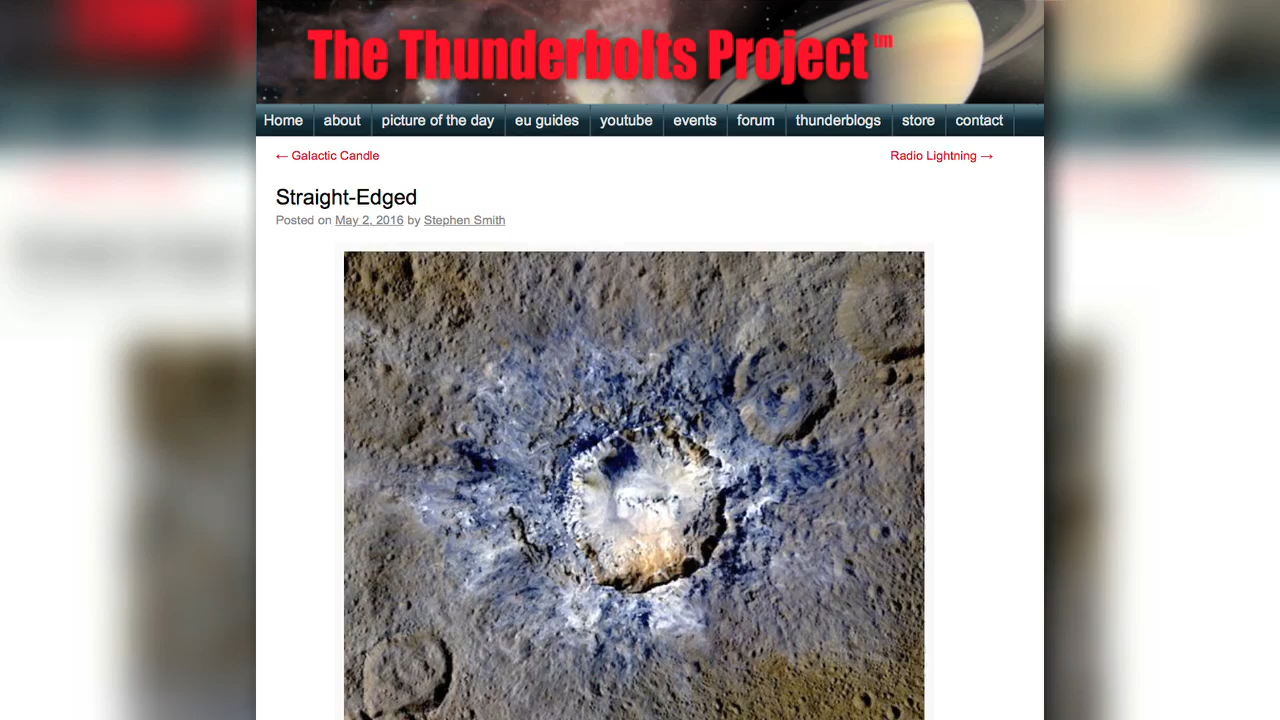 The Thunderbolts Project™
Home about picture of the day eu guides youtube events forum thunderblogs store contact
← Galactic Candle Radio Lightning →
Straight-Edged
Posted on May 2, 2016 by Stephen Smith